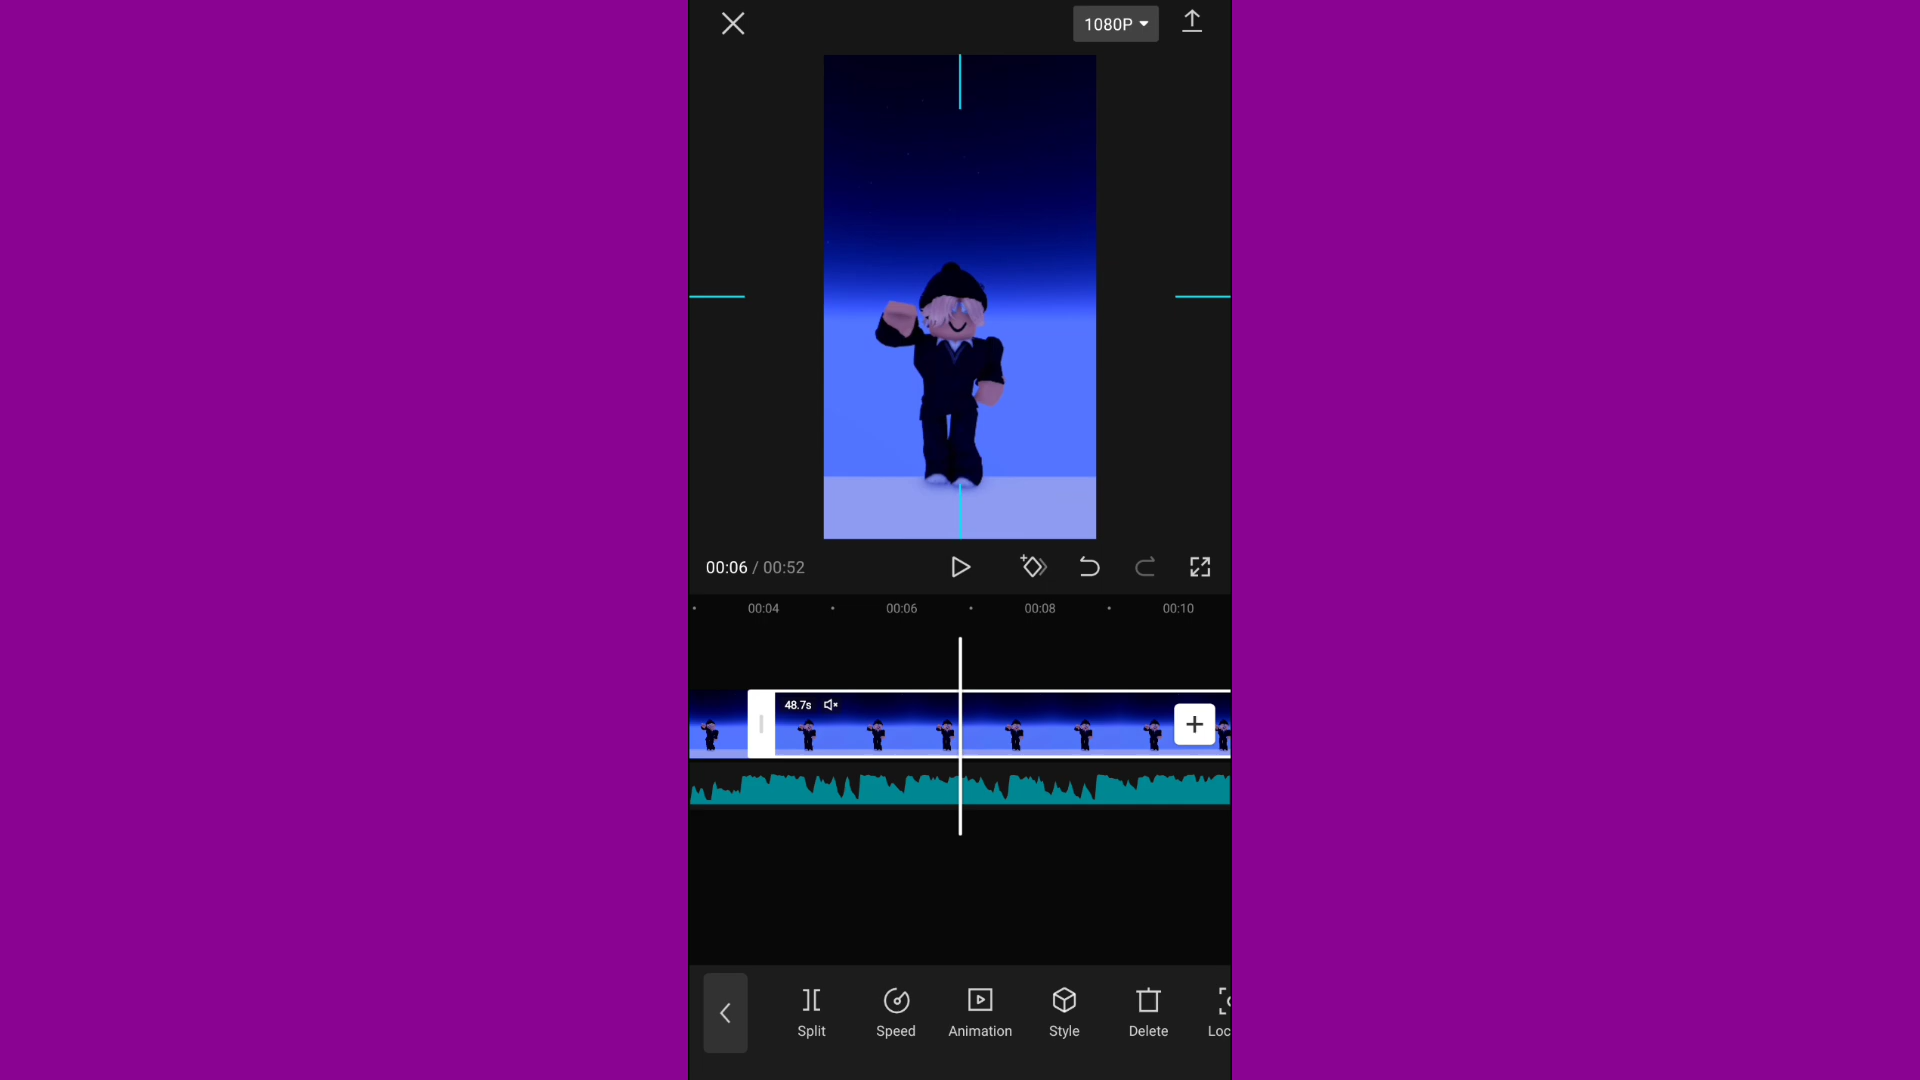 1080P
00:06 / 00:52
00:04
00:06
00:08
00:10
48.7s
Split
Speed
Animation
Style
Delete
Loc